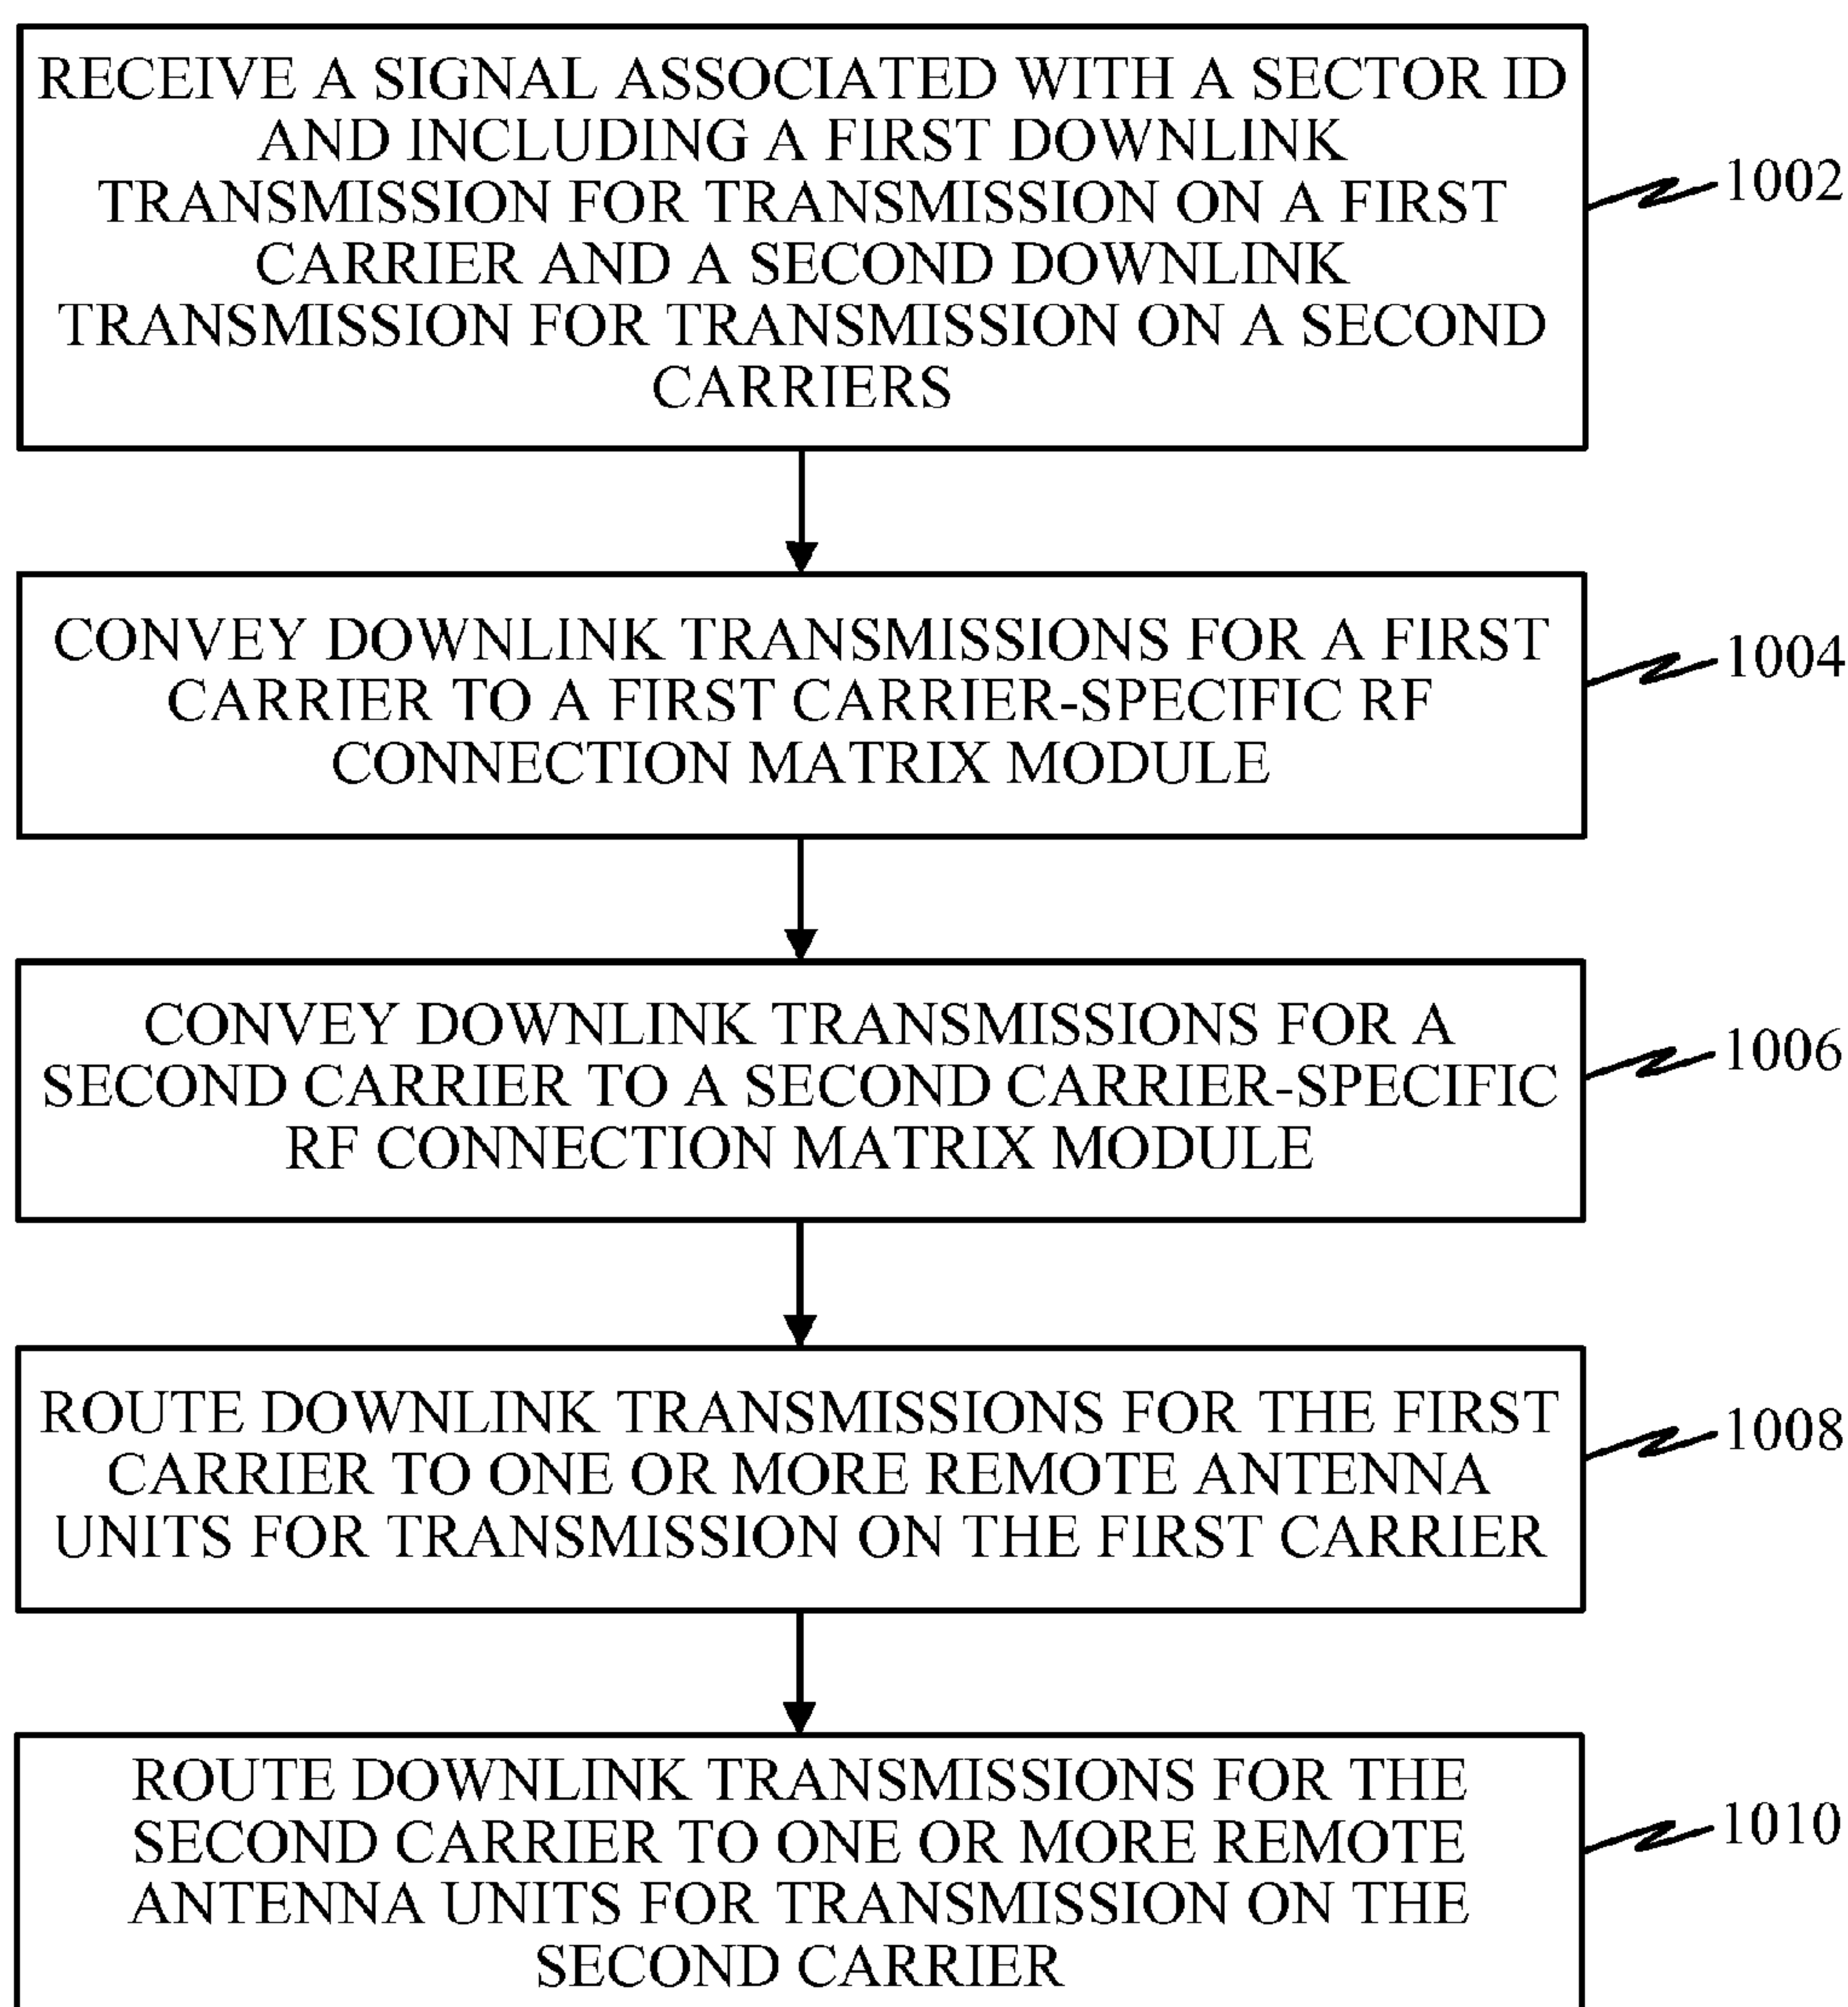 RECEIVE A SIGNAL ASSOCIATED WITH A SECTOR ID
AND INCLUDING A FIRST DOWNLINK
TRANSMISSION FOR TRANSMISSION ON A FIRST
CARRIER AND A SECOND DOWNLINK
TRANSMISSION FOR TRANSMISSION ON A SECOND
CARRIERS
1002
CONVEY DOWNLINK TRANSMISSIONS FOR A FIRST
CARRIER TO A FIRST CARRIER-SPECIFIC RF
CONNECTION MATRIX MODULE
1004
CONVEY DOWNLINK TRANSMISSIONS FOR A
SECOND CARRIER TO A SECOND CARRIER-SPECIFIC
RF CONNECTION MATRIX MODULE
1006
ROUTE DOWNLINK TRANSMISSIONS FOR THE FIRST
CARRIER TO ONE OR MORE REMOTE ANTENNA
UNITS FOR TRANSMISSION ON THE FIRST CARRIER
1008
ROUTE DOWNLINK TRANSMISSIONS FOR THE
SECOND CARRIER TO ONE OR MORE REMOTE
ANTENNA UNITS FOR TRANSMISSION ON THE
SECOND CARRIER
1010